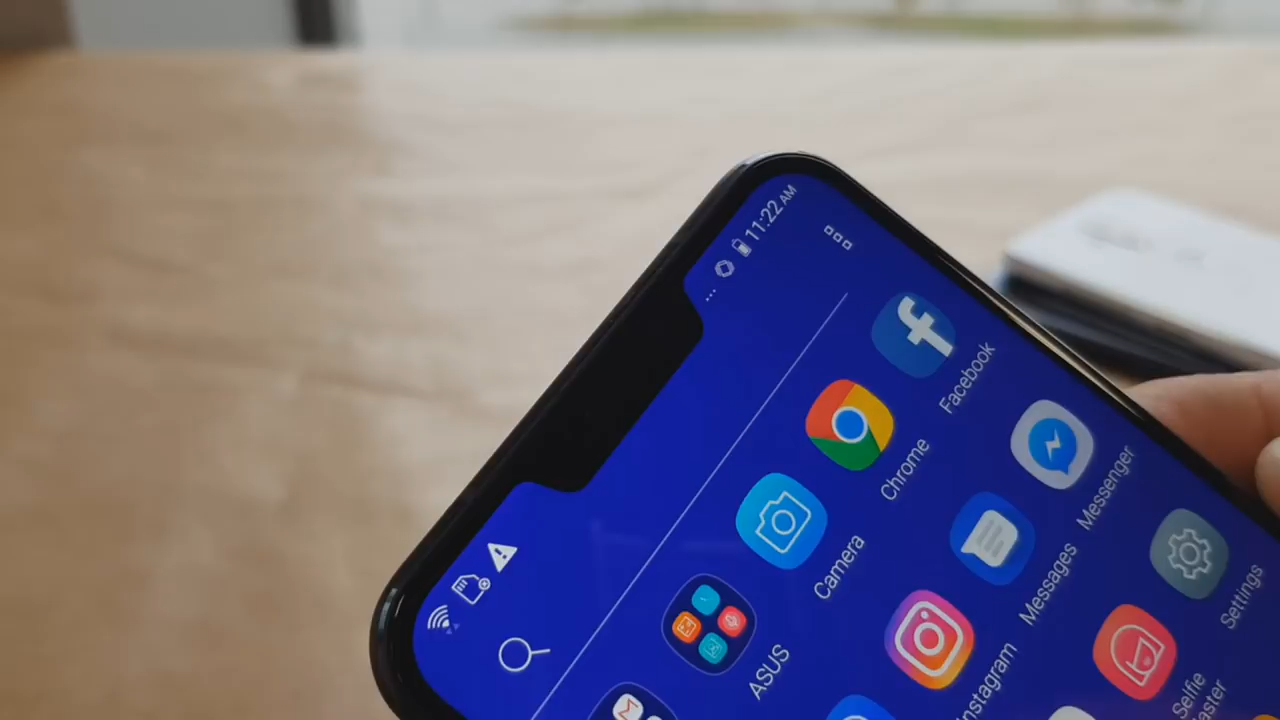 11:22 AM
ASUS
Camera
Chrome
Facebook
Instagram
Messages
Messenger
Selfie
Settings